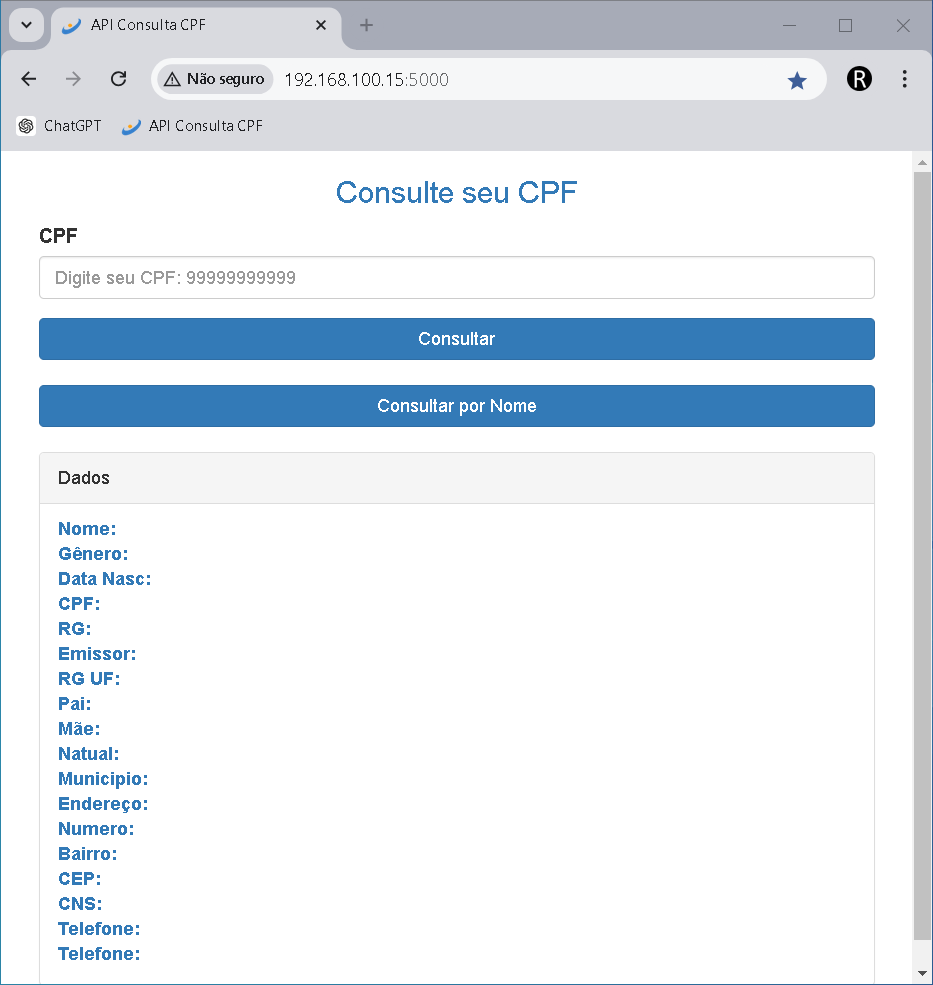 API Consulta CPF
Não seguro 192.168.100.15:5000
R
ChatGPT API Consulta CPF
Consulte seu CPF
CPF
Digite seu CPF: 99999999999
Consultar
Consultar por Nome
Dados
Nome:
Gênero:
Data Nasc:
CPF:
RG:
Emissor:
RG UF:
Pai:
Mãe:
Natual:
Municipio:
Endereço:
Numero:
Bairro:
CEP:
CNS:
Telefone:
Telefone: